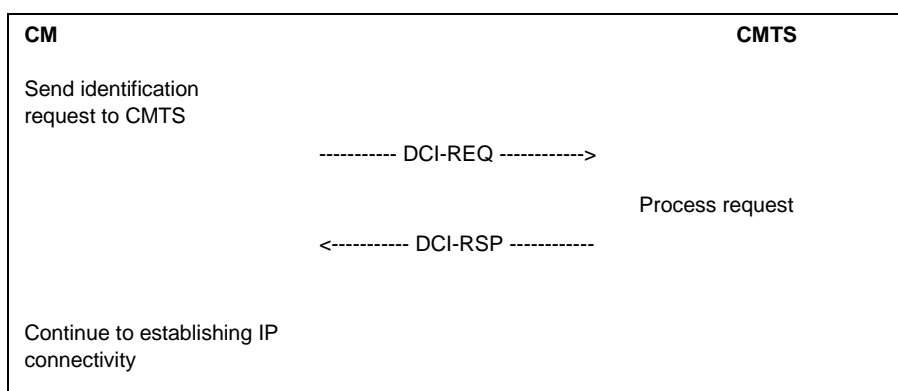 CM CMTS
Send identification
request to CMTS
----------- DCI-REQ ------------>
Process request
<----------- DCI-RSP ------------
Continue to establishing IP
connectivity